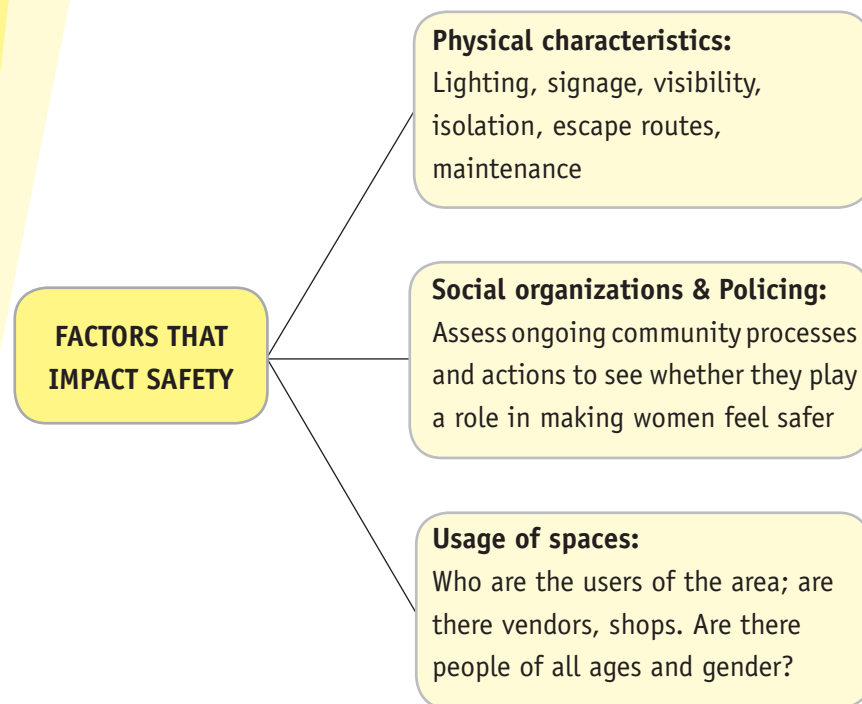 Physical characteristics:
Lighting, signage, visibility,
isolation, escape routes,
maintenance
FACTORS THAT
IMPACT SAFETY
Social organizations & Policing:
Assess ongoing community processes
and actions to see whether they play
a role in making women feel safer
Usage of spaces:
Who are the users of the area; are
there vendors, shops. Are there
people of all ages and gender?